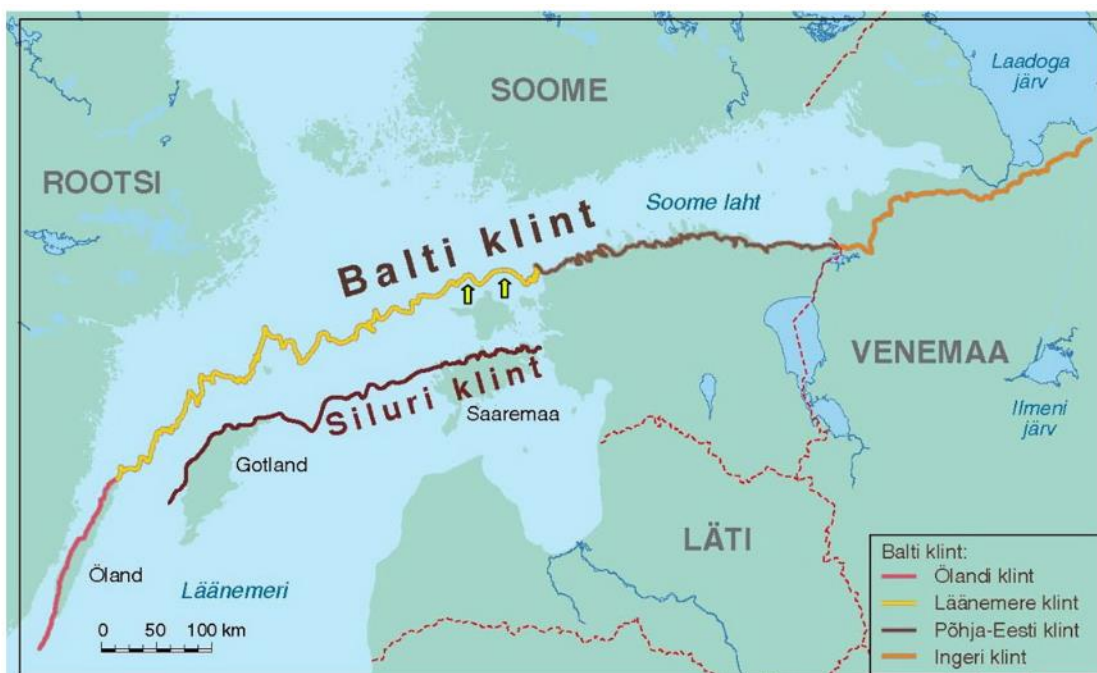 Laadoga
järv
SOOME
ROOTSI
Soome laht
Balti klint
VENEMAA
Siluri klint
Saaremaa
Ilmeni
järv
Gotland
LÄTI
Öland
Läänemeri
0 50 100 km
Balti klint:
Ölandi klint
Läänemere klint
Põhja-Eesti klint
Ingeri klint